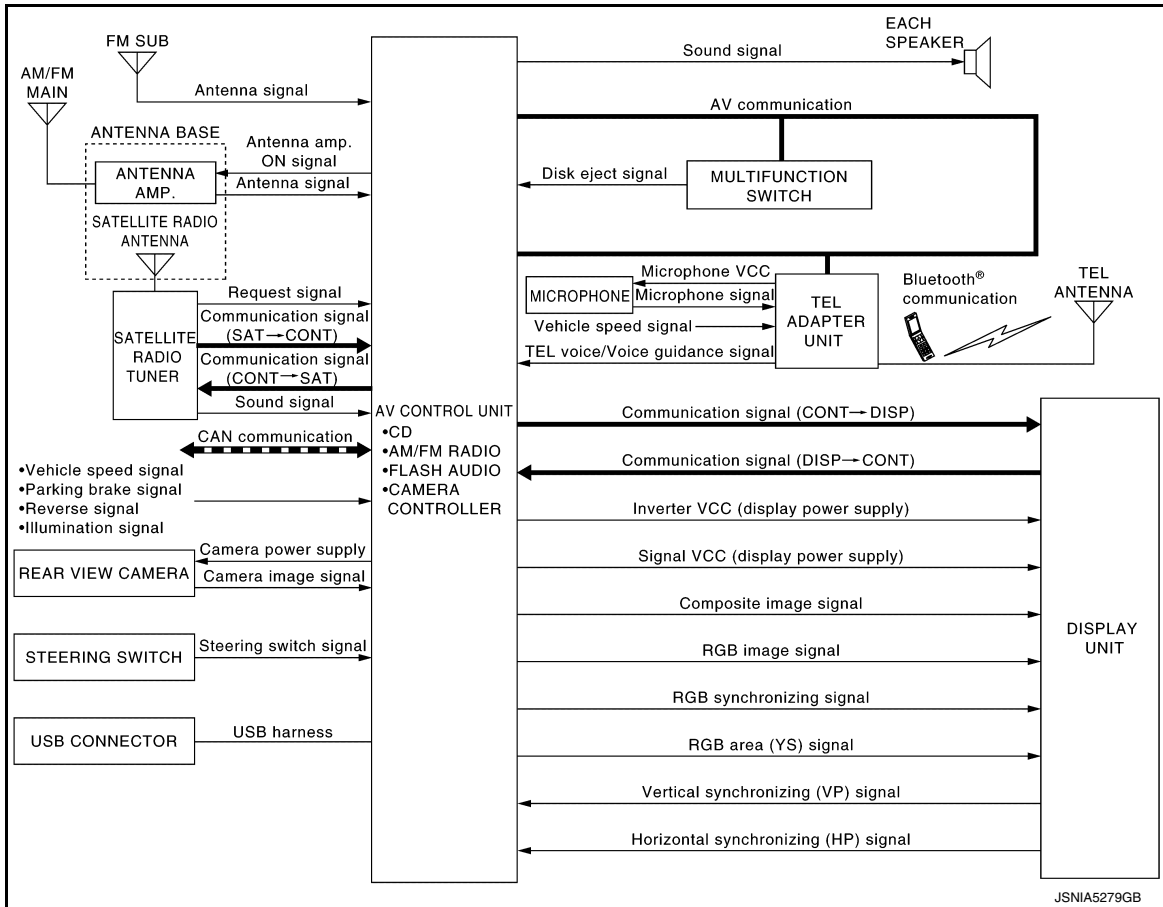 FM SUB
AM/FM
MAIN
Antenna signal
ANTENNA BASE
Antenna amp.
ON signal
ANTENNA
AMP.
Antenna signal
SATELLITE RADIO
ANTENNA
Request signal
Communication signal
(SAT→CONT)
SATELLITE
RADIO
TUNER
Communication signal
(CONT→SAT)
Sound signal
CAN communication
•Vehicle speed signal
•Parking brake signal
•Reverse signal
•Illumination signal
Camera power supply
REAR VIEW CAMERA
Camera image signal
STEERING SWITCH
Steering switch signal
USB CONNECTOR
USB harness
AV CONTROL UNIT
•CD
•AM/FM RADIO
•FLASH AUDIO
•CAMERA
CONTROLLER
EACH
SPEAKER
Sound signal
AV communication
Disk eject signal
MULTIFUNCTION
SWITCH
Microphone VCC
MICROPHONE
Microphone signal
Vehicle speed signal
TEL voice/Voice guidance signal
TEL
ADAPTER
UNIT
Bluetooth®
communication
TEL
ANTENNA
Communication signal (CONT→DISP)
Communication signal (DISP→CONT)
Inverter VCC (display power supply)
Signal VCC (display power supply)
Composite image signal
RGB image signal
RGB synchronizing signal
RGB area (YS) signal
Vertical synchronizing (VP) signal
Horizontal synchronizing (HP) signal
DISPLAY
UNIT
JSNIA5279GB